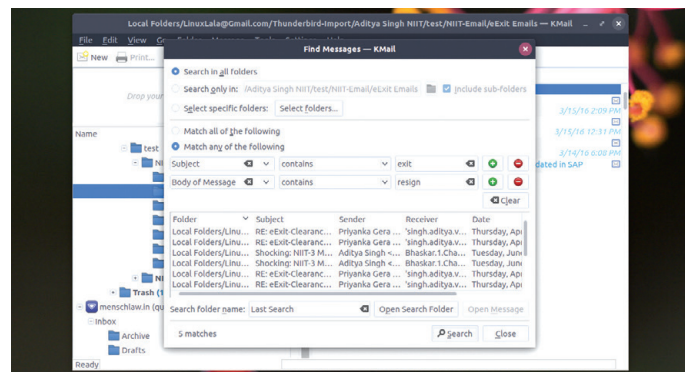 Local Folders/LinuxLala@Gmail.com/Thunderbird-Import/Aditya Singh NIIT/test/NIIT-Email/eExit Emails — KMail
File Edit View
Find Messages — KMail
New Print...
Search in all folders
Search only in: /Aditya Singh NIIT/test/NIIT-Email/eExit Emails Include sub-folders
Drop your
Select specific folders: Select folders...
3/15/16 2:09 PM
Match all of the following
3/15/16 12:31 PM
Name
Match any of the following
test
3/14/16 6:00 PM
NI
Subject contains exit
dated in SAP
Body of Message contains resign
Clear
Folder Subject Sender Receiver Date
Local Folders/Linu... RE: eExit-Clearanc... Priyanka Gera ... 'singh.aditya.v... Thursday, Apr
Local Folders/Linu... RE: eExit-Clearanc... Priyanka Gera ... 'singh.aditya.v... Thursday, Apr
Local Folders/Linu... Shocking: NIIT-3 M... Aditya Singh <... Bhaskar.1.Cha... Tuesday, June
Local Folders/Linu... Shocking: NIIT-3 M... Aditya Singh <... Bhaskar.1.Cha... Tuesday, June
Local Folders/Linu... RE: eExit-Clearanc... Priyanka Gera ... 'singh.aditya.v... Thursday, Apr
Local Folders/Linu... RE: eExit-Clearanc... Priyanka Gera ... 'singh.aditya.v... Thursday, Apr
NI
Trash (1
menschlaw.in (qu
Search folder name: Last Search Open Search Folder Open Message
Inbox
Archive
5 matches Search Close
Drafts
Ready